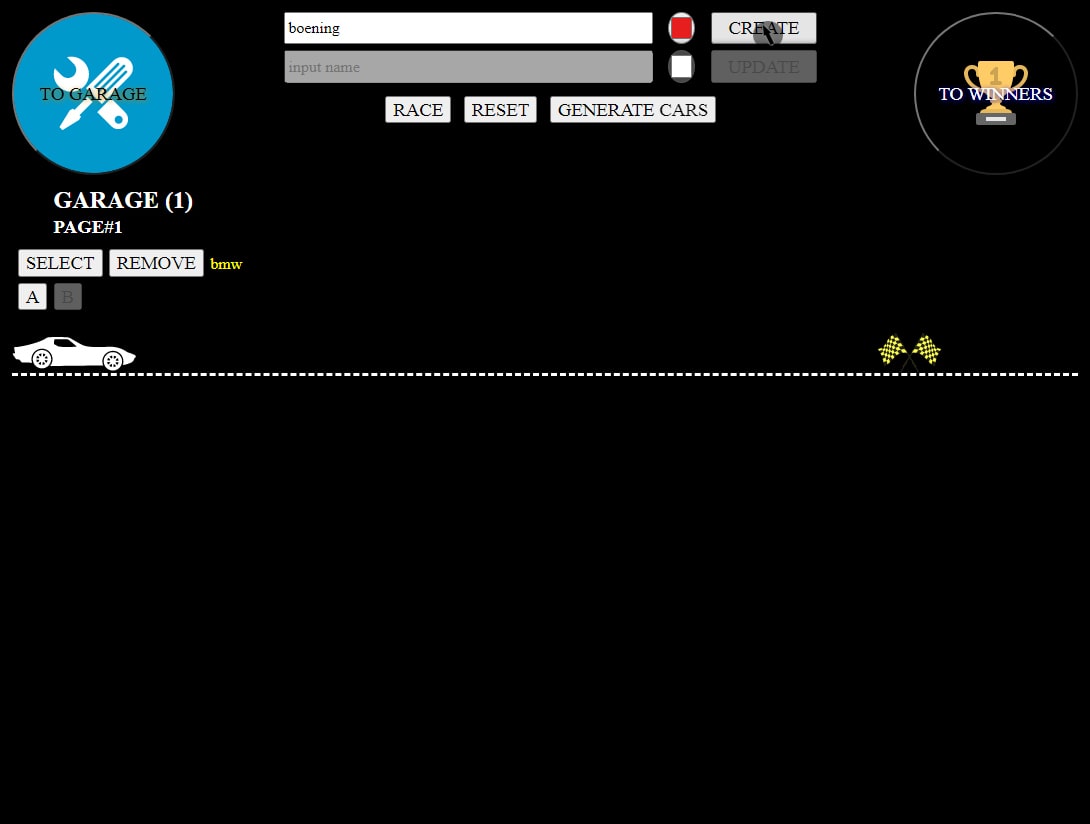 TO GARAGE
boening
CREATE
input name
UPDATE
RACE RESET GENERATE CARS
1
TO WINNERS
GARAGE (1)
PAGE#1
SELECT REMOVE bmw
A B